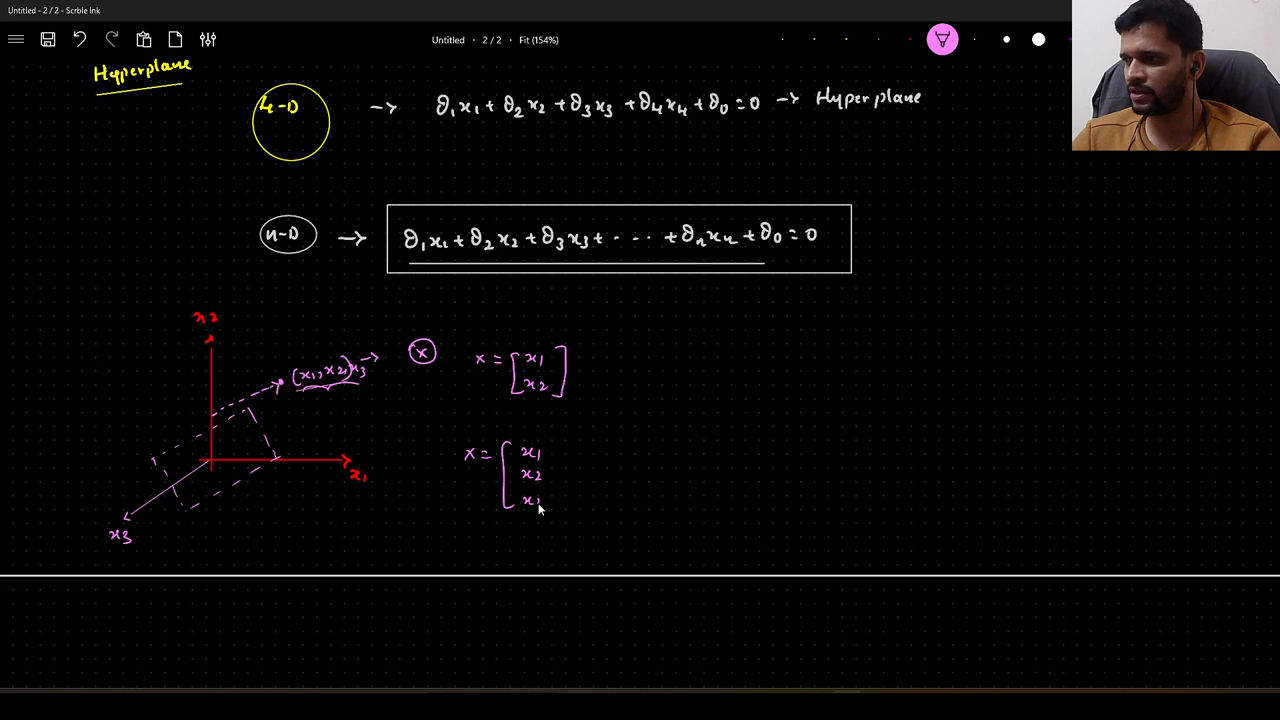 Untitled - 2 / 2 - Scrble Ink
Untitled • 2 / 2 • Fit (154%)
Hyperplane
4-D → θ₁x₁ + θ₂x₂ + θ₃x₃ + θ₄x₄ + θ₀ = 0 → Hyperplane
n-D → θ₁x₁ + θ₂x₂ + θ₃x₃ + ..... + θₙxₙ + θ₀ = 0
x₂
(x₁, x₂, x₃) → x
x₁
x₃
x = [x₁
x₂]
x = [x₁
x₂